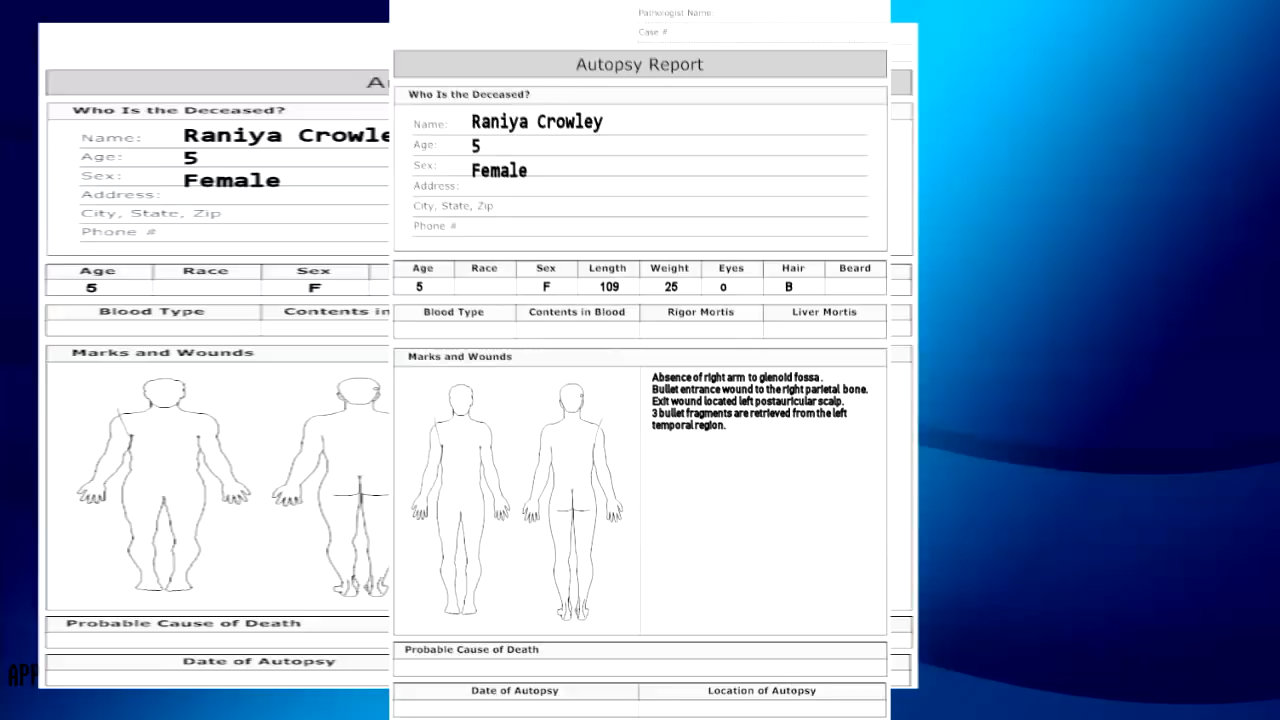 Pathologist Name:
Case #
Autopsy Report
Who Is the Deceased?
Name: Raniya Crowley
Age: 5
Sex: Female
Address:
City, State, Zip
Phone #
Age Race Sex Length Weight Eyes Hair Beard
5 F 109 25 o B
Blood Type Contents in Blood Rigor Mortis Liver Mortis
Marks and Wounds
Absence of right arm to glenoid fossa.
Bullet entrance wound to the right parietal bone.
Exit wound located left postauricular scalp.
3 bullet fragments are retrieved from the left
temporal region.
Probable Cause of Death
Date of Autopsy Location of Autopsy
A
Who Is the Deceased?
Name: Raniya Crowle
Age: 5
Sex: Female
Address:
City, State, Zip
Phone #
Age Race Sex
5 F
Blood Type Contents in
Marks and Wounds
Probable Cause of Death
Date of Autopsy
APP